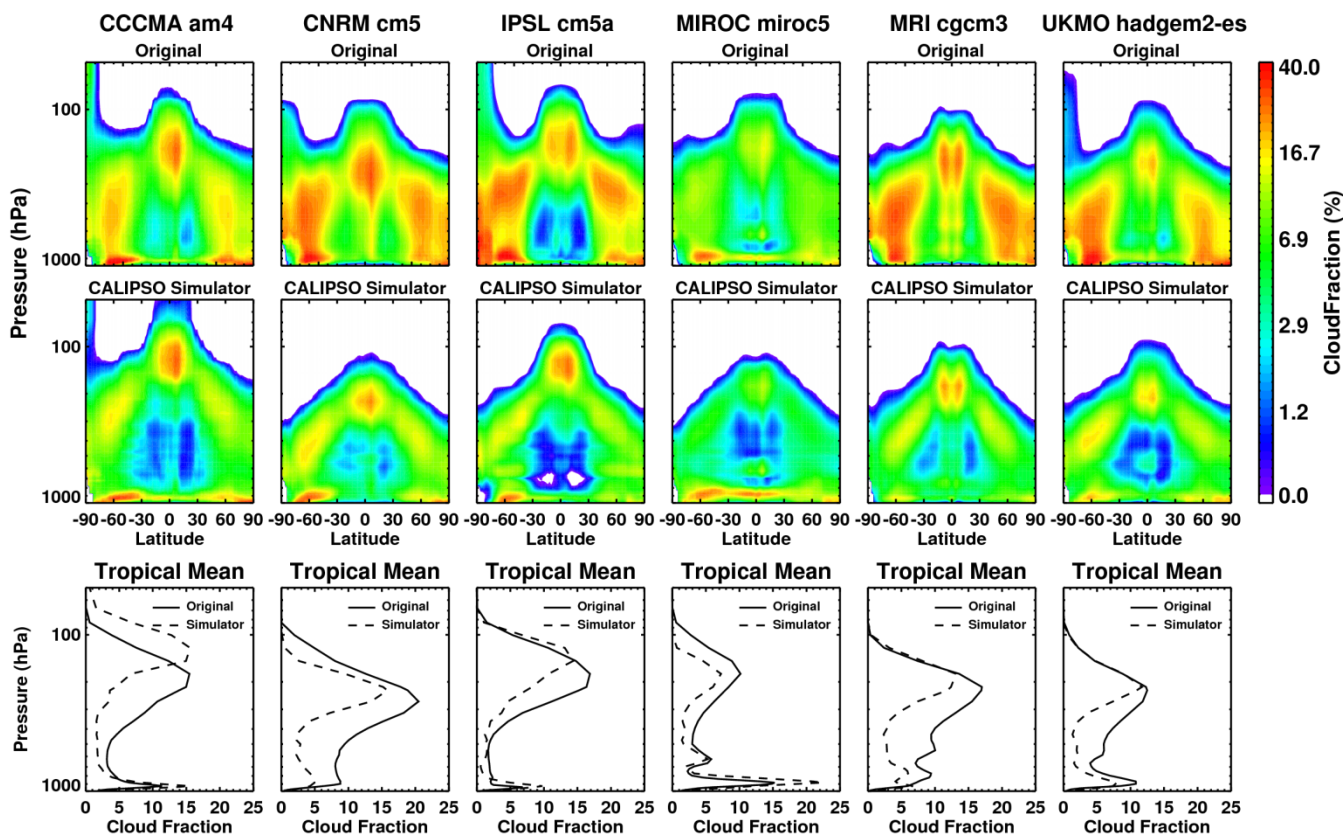 CCCMA am4 CNRM cm5 IPSL cm5a MIROC miroc5 MRI cgcm3 UKMO hadgem2-es
Original Original Original Original Original Original
Pressure (hPa)
100
1000
40.0
16.7
6.9
2.9
1.2
0.0
CloudFraction (%)
CALIPSO Simulator CALIPSO Simulator CALIPSO Simulator CALIPSO Simulator CALIPSO Simulator CALIPSO Simulator
100
1000
-90 -60 -30 0 30 60 90 -90 -60 -30 0 30 60 90 -90 -60 -30 0 30 60 90 -90 -60 -30 0 30 60 90 -90 -60 -30 0 30 60 90 -90 -60 -30 0 30 60 90
Latitude Latitude Latitude Latitude Latitude Latitude
Tropical Mean Tropical Mean Tropical Mean Tropical Mean Tropical Mean Tropical Mean
Original Original Original Original Original Original
Simulator Simulator Simulator Simulator Simulator Simulator
Pressure (hPa)
100
1000
0 5 10 15 20 25 0 5 10 15 20 25 0 5 10 15 20 25 0 5 10 15 20 25 0 5 10 15 20 25 0 5 10 15 20 25
Cloud Fraction Cloud Fraction Cloud Fraction Cloud Fraction Cloud Fraction Cloud Fraction